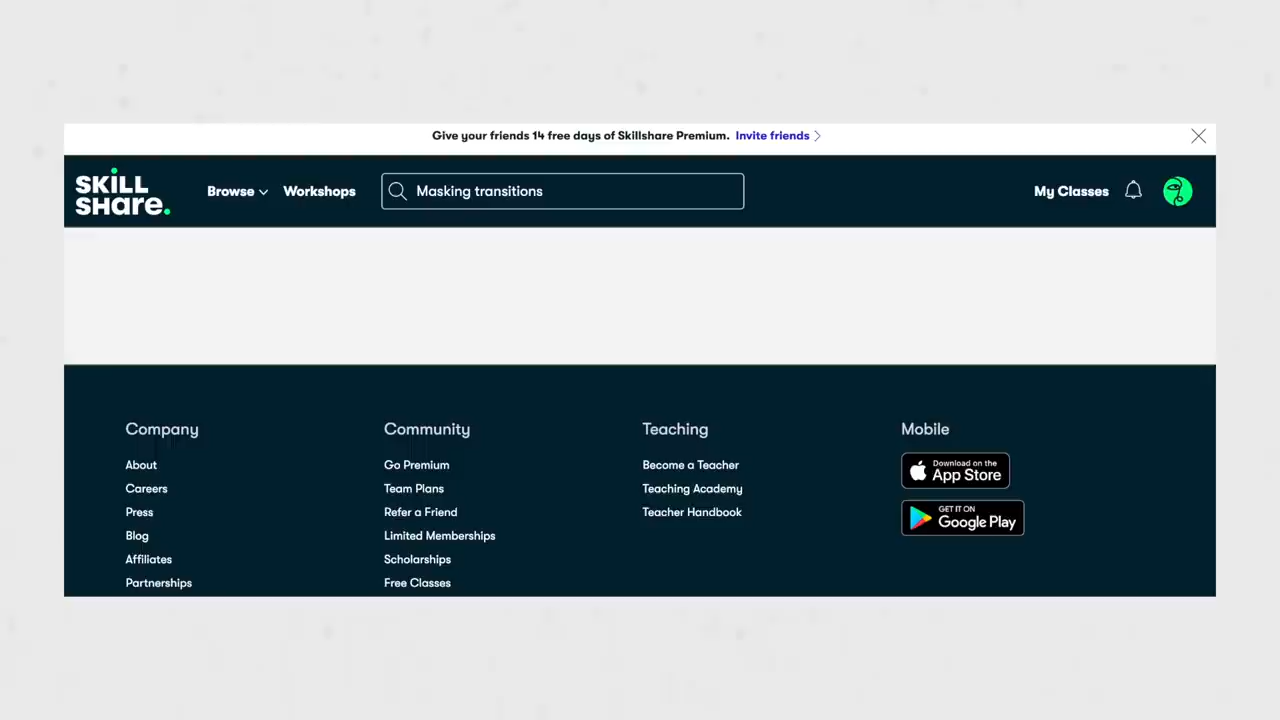 Give your friends 14 free days of Skillshare Premium. Invite friends
SKILL
SHARE.
Browse
Workshops
Masking transitions
My Classes
Company
Community
Teaching
Mobile
About
Go Premium
Become a Teacher
Download on the
App Store
Careers
Team Plans
Teaching Academy
Press
Refer a Friend
Teacher Handbook
GET IT ON
Google Play
Blog
Limited Memberships
Affiliates
Scholarships
Partnerships
Free Classes